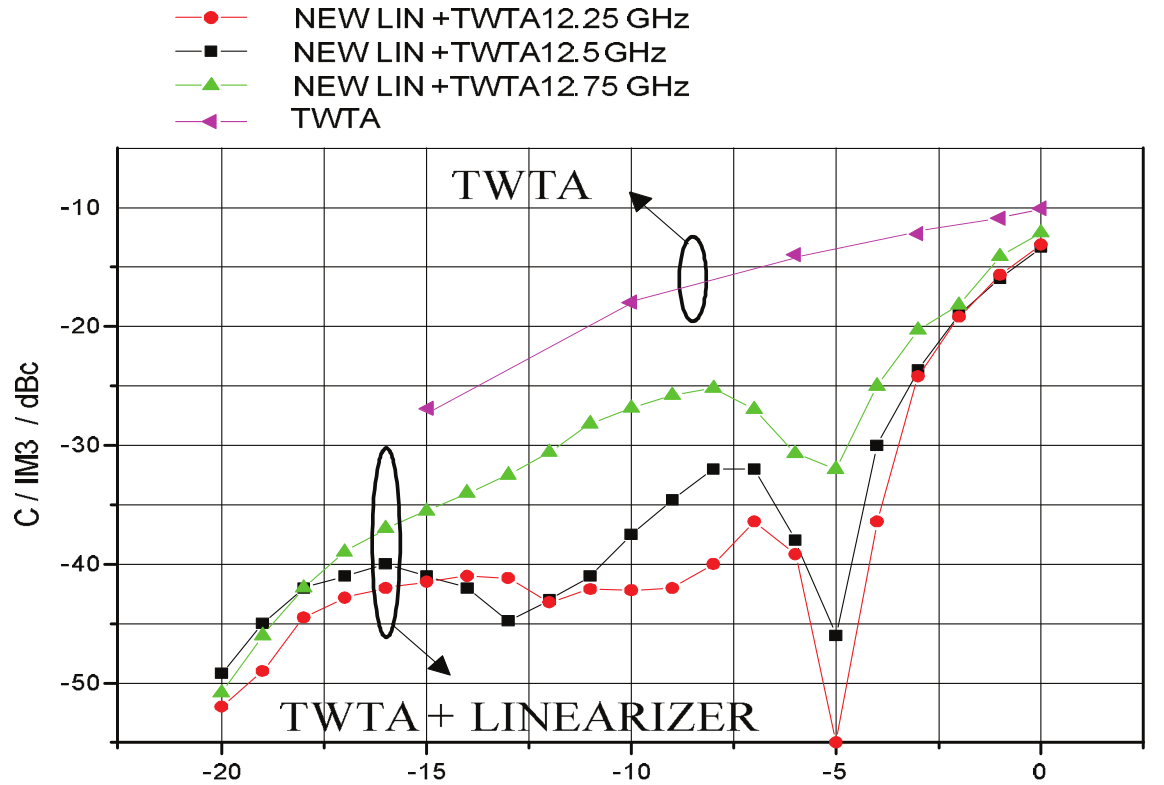 NEW LIN +TWTA12.25 GHz
NEW LIN +TWTA12.5 GHz
NEW LIN +TWTA12.75 GHz
TWTA
TWTA
-10
-20
-30
-40
-50
C / IM3 / dBc
TWTA + LINEARIZER
-20 -15 -10 -5 0